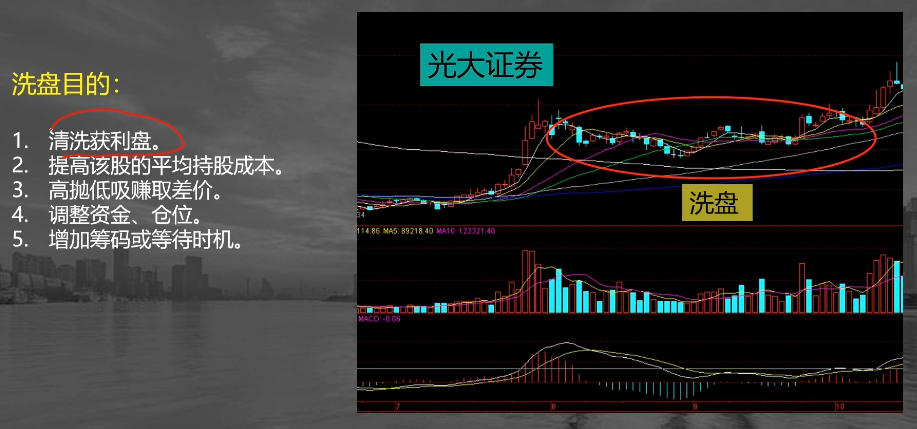 洗盘目的：
1. 清洗获利盘。
2. 提高该股的平均持股成本。
3. 高抛低吸赚取差价。
4. 调整资金、仓位。
5. 增加筹码或等待时机。
光大证券
洗盘
34
114.86 MA5: 89218.40 MA10: 123321.40
MACD: -0.06
7 8 9 10